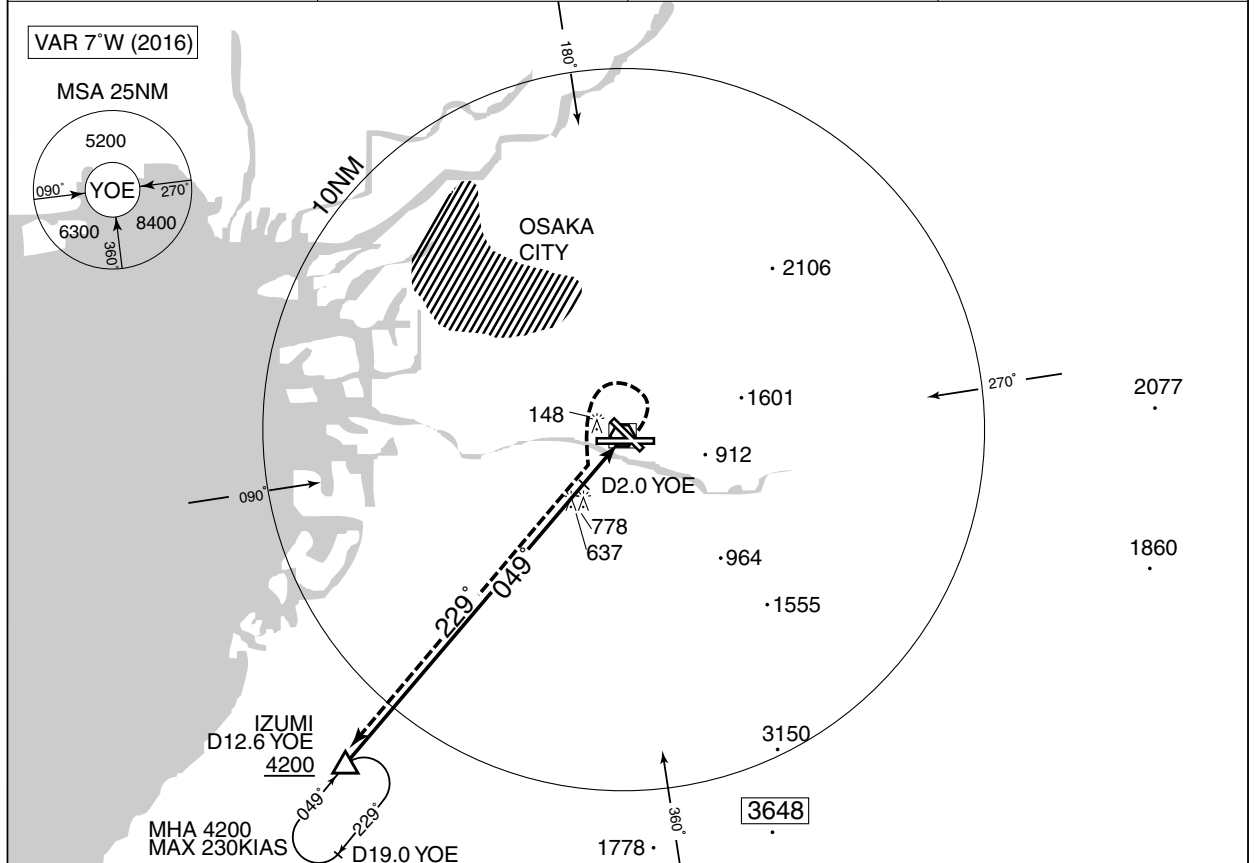 VAR 7°W (2016)
MSA 25NM
5200
090°
YOE
270°
6300
8400
360°
180°
10NM
OSAKA
CITY
2106
270°
2077
1601
148
912
D2.0 YOE
090°
778
637
964
1860
1555
229°
049°
IZUMI
D12.6 YOE
4200
3150
049°
229°
MHA 4200
MAX 230KIAS
D19.0 YOE
3648
360°
1778